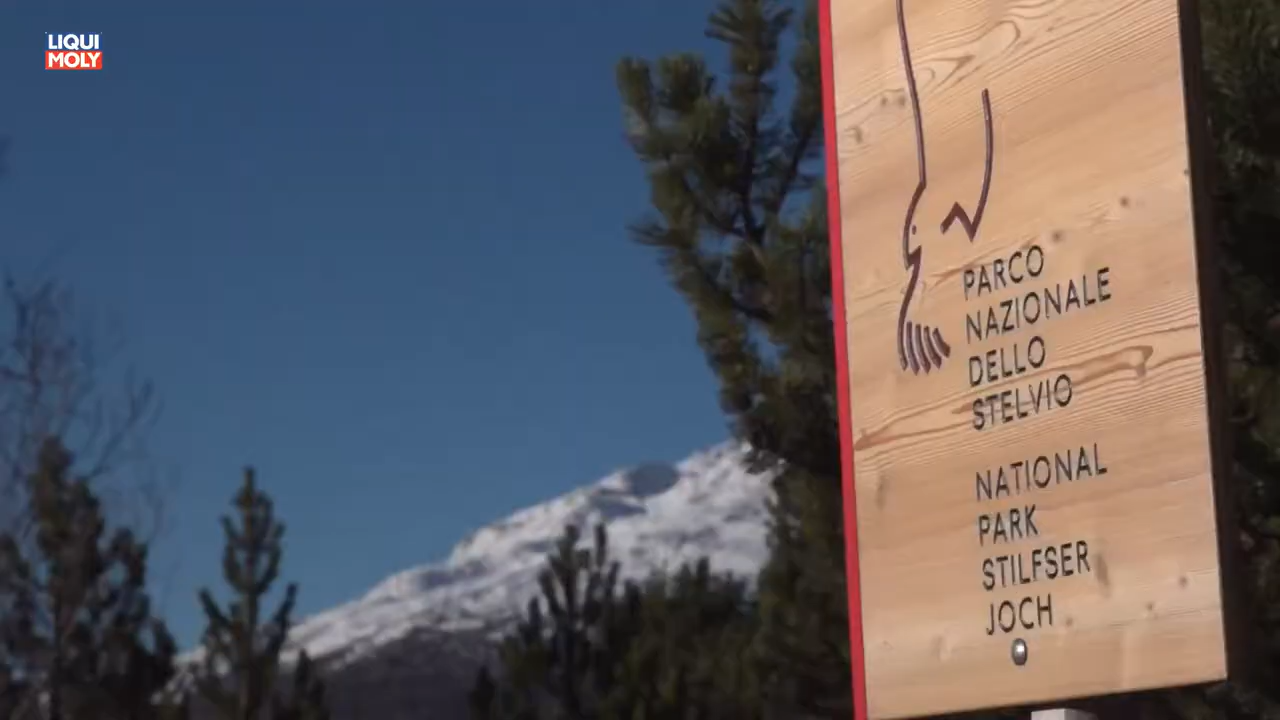 LIQUI
MOLY
PARCO
NAZIONALE
DELLO
STELVIO
NATIONAL
PARK
STILFSER
JOCH